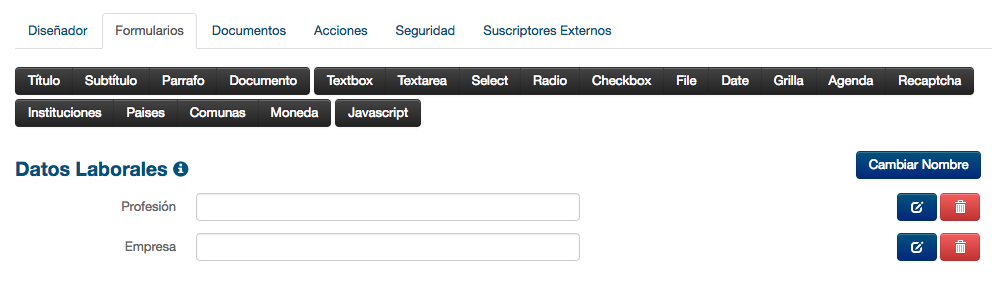 Diseñador Formularios Documentos Acciones Seguridad Suscriptores Externos
Título Subtítulo Parrafo Documento Textbox Textarea Select Radio Checkbox File Date Grilla Agenda Recaptcha
Instituciones Paises Comunas Moneda Javascript
Datos Laborales Cambiar Nombre
Profesión
Empresa